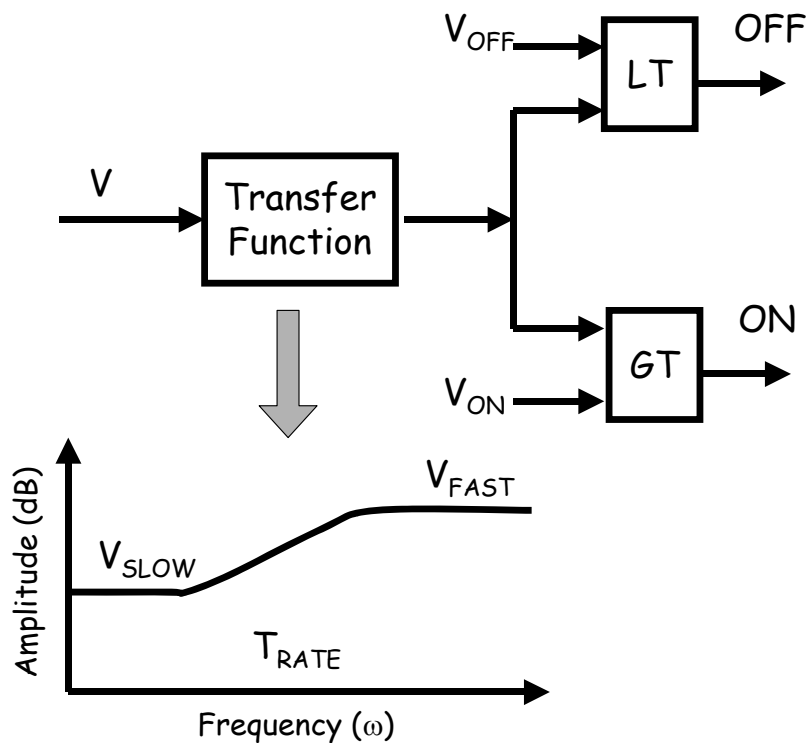 V_OFF
LT
OFF
V
Transfer
Function
GT
ON
V_ON
Amplitude (dB)
V_SLOW
V_FAST
T_RATE
Frequency (ω)